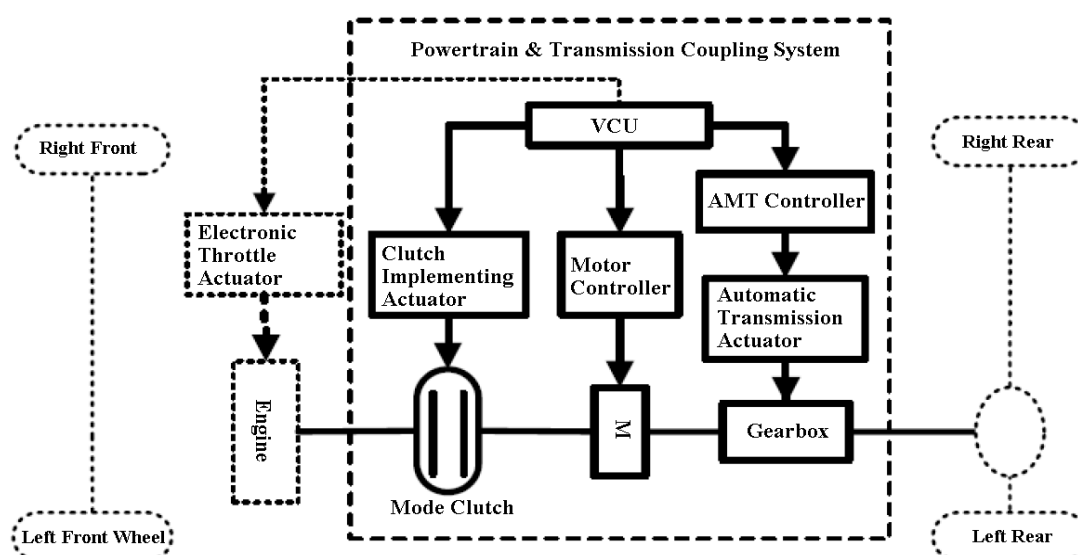 Powertrain & Transmission Coupling System
VCU
Right Front
Right Rear
AMT Controller
Electronic
Throttle
Actuator
Clutch
Implementing
Actuator
Motor
Controller
Automatic
Transmission
Actuator
Engine
M
Gearbox
Mode Clutch
Left Front Wheel
Left Rear